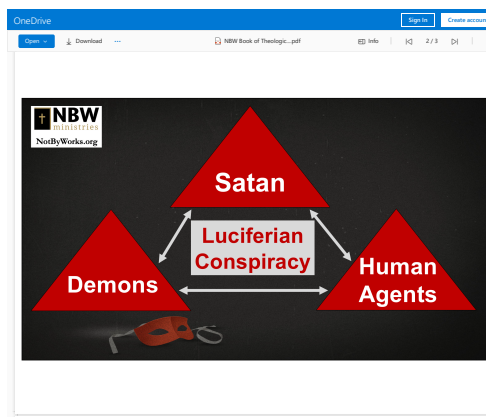 OneDrive
Sign In
Create account
Open
Download
...
NBW Book of Theologic...pdf
Info
2 / 3
NBW
ministries
NotByWorks.org
Satan
Luciferian
Conspiracy
Demons
Human
Agents